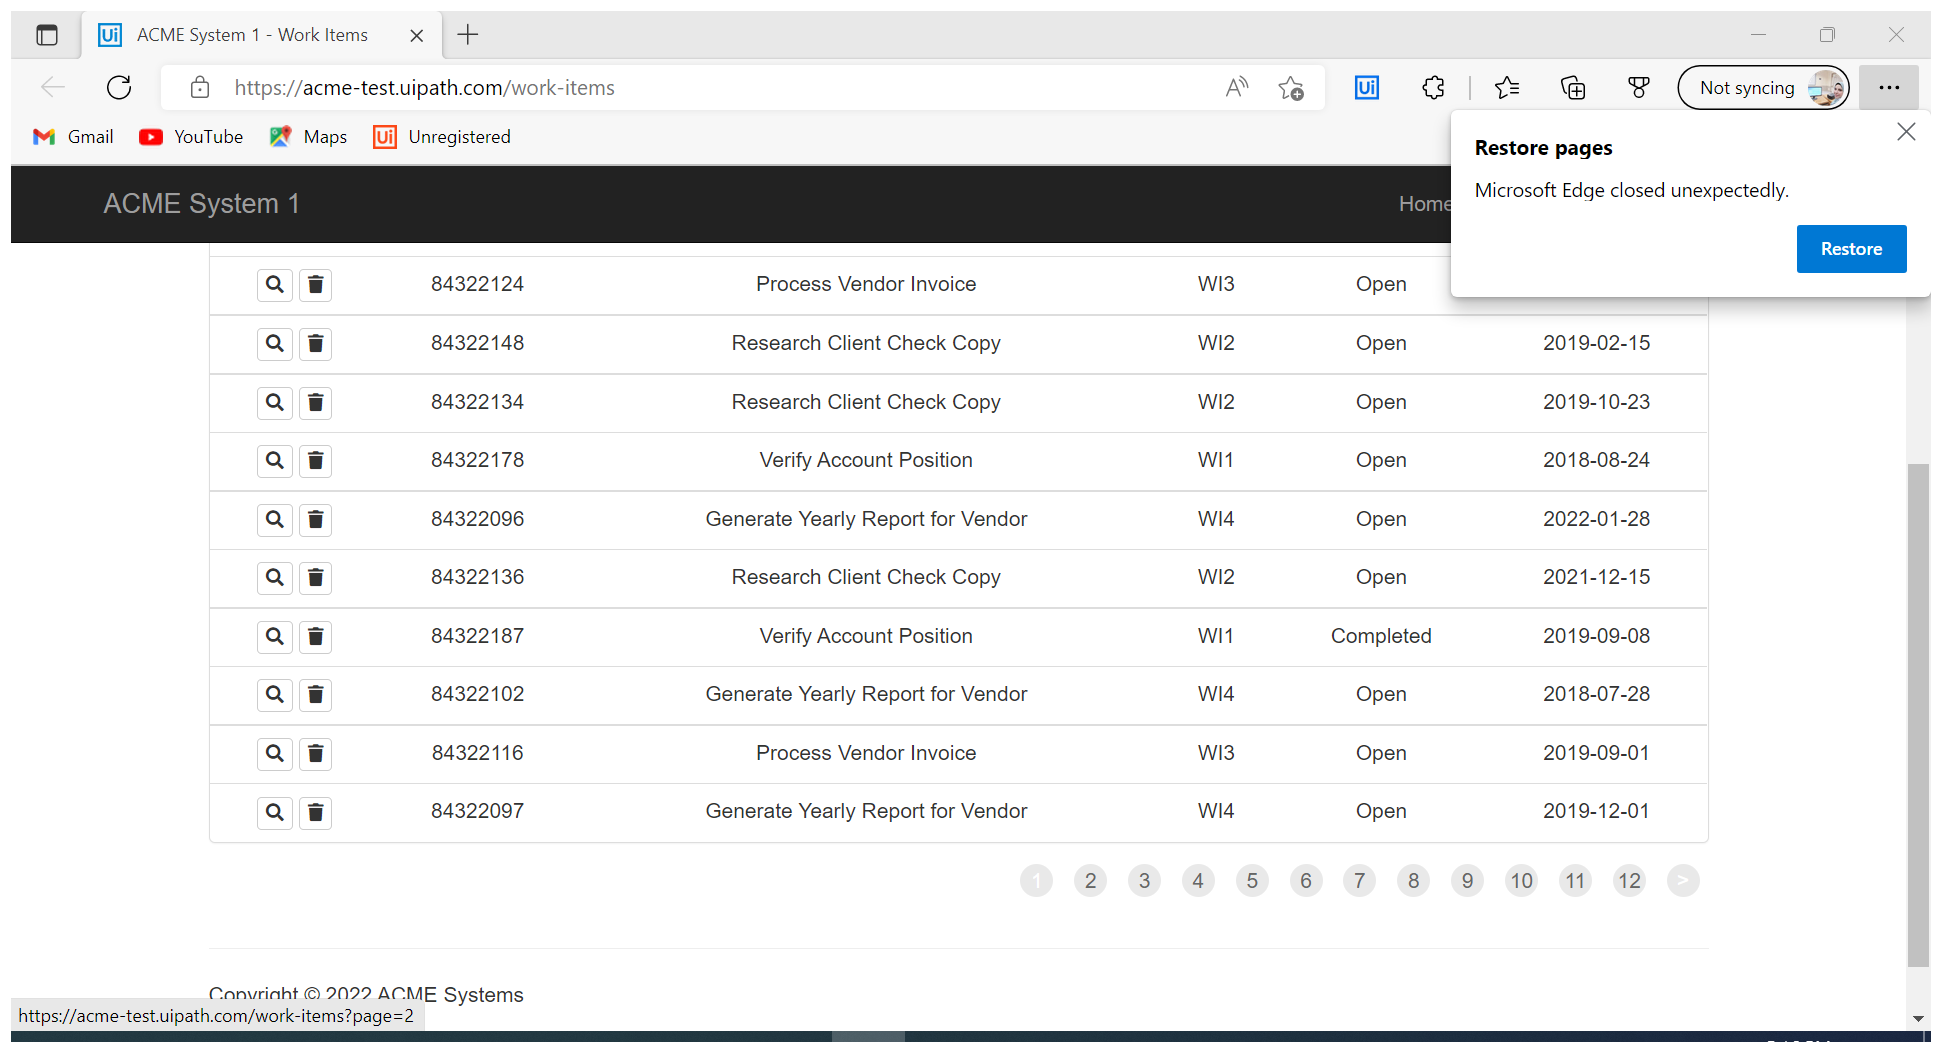 Ui ACME System 1 - Work Items
https://acme-test.uipath.com/work-items A Ui Not syncing ...
Gmail YouTube Maps Ui Unregistered
Restore pages
Microsoft Edge closed unexpectedly.
Restore
ACME System 1 Home
84322124 Process Vendor Invoice WI3 Open
84322148 Research Client Check Copy WI2 Open 2019-02-15
84322134 Research Client Check Copy WI2 Open 2019-10-23
84322178 Verify Account Position WI1 Open 2018-08-24
84322096 Generate Yearly Report for Vendor WI4 Open 2022-01-28
84322136 Research Client Check Copy WI2 Open 2021-12-15
84322187 Verify Account Position WI1 Completed 2019-09-08
84322102 Generate Yearly Report for Vendor WI4 Open 2018-07-28
84322116 Process Vendor Invoice WI3 Open 2019-09-01
84322097 Generate Yearly Report for Vendor WI4 Open 2019-12-01
1 2 3 4 5 6 7 8 9 10 11 12 >
Copyright © 2022 ACME Systems
https://acme-test.uipath.com/work-items?page=2